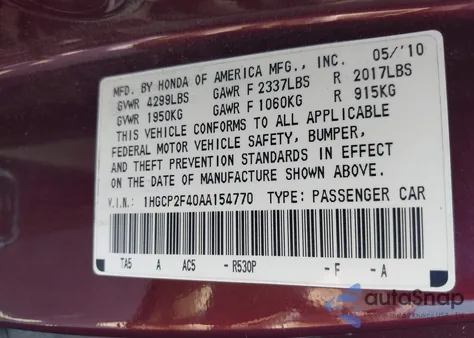 MFD. BY HONDA OF AMERICA MFG., INC. 05/'10
GVWR 4299LBS GAWR F 2337LBS R 2017LBS
GVWR 1950KG GAWR F 1060KG R 915KG
THIS VEHICLE CONFORMS TO ALL APPLICABLE
FEDERAL MOTOR VEHICLE SAFETY, BUMPER,
AND THEFT PREVENTION STANDARDS IN EFFECT
ON THE DATE OF MANUFACTURE SHOWN ABOVE.
V.I.N.: 1HGCP2F40AA154770 TYPE: PASSENGER CAR
TA5 A AC5 - R530P - F - A
autoSnap